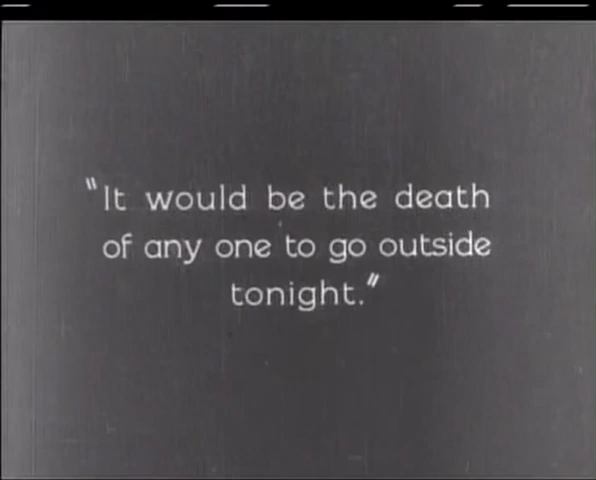 "It would be the death
of any one to go outside
tonight."